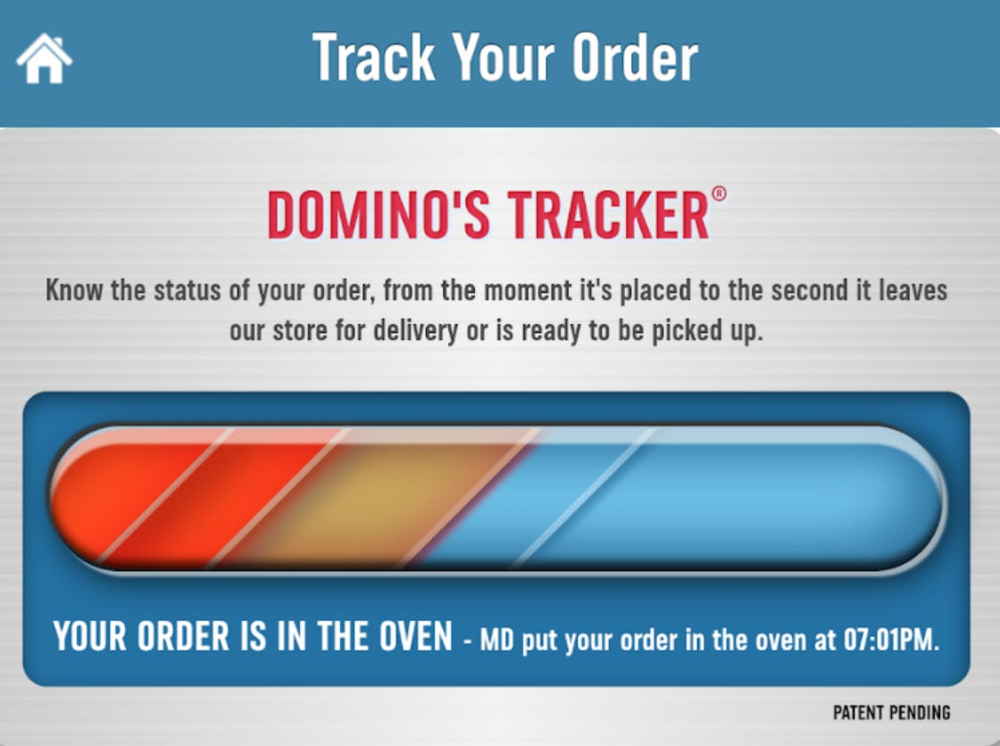 Track Your Order
DOMINO'S TRACKER®
Know the status of your order, from the moment it's placed to the second it leaves
our store for delivery or is ready to be picked up.
YOUR ORDER IS IN THE OVEN - MD put your order in the oven at 07:01PM.
PATENT PENDING